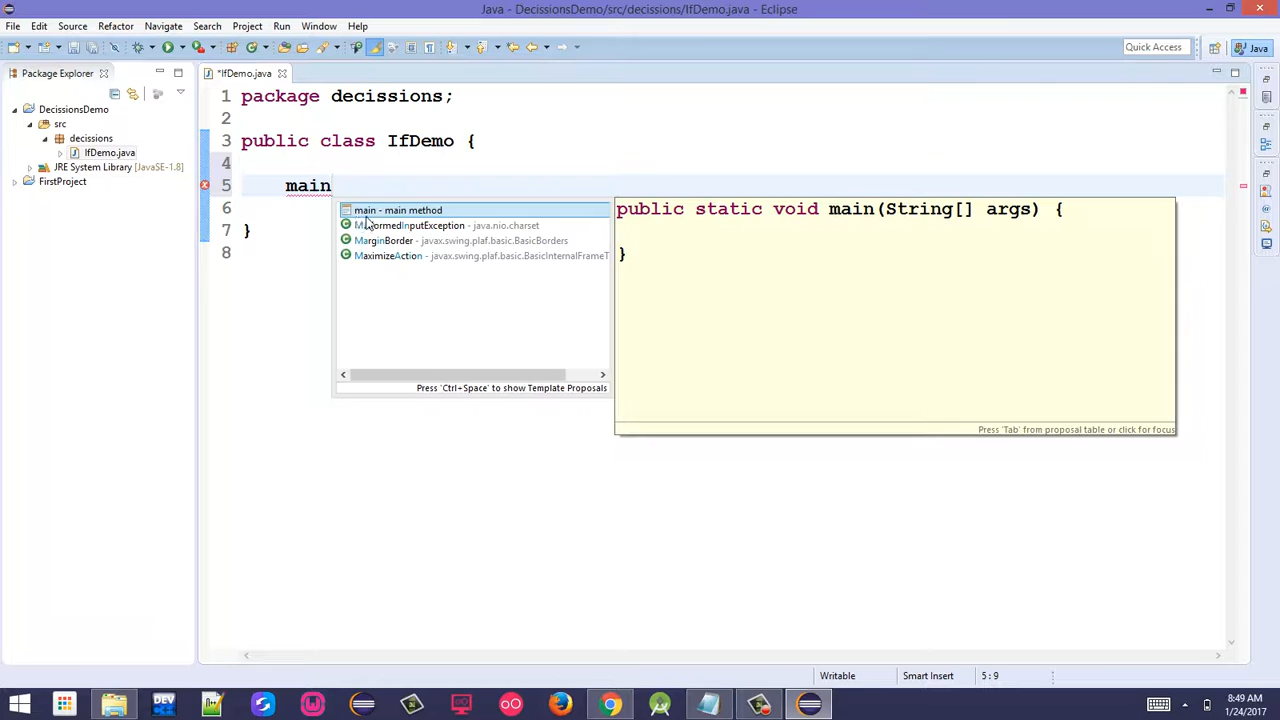 Java - DecissionsDemo/src/decissions/IfDemo.java - Eclipse
File Edit Source Refactor Navigate Search Project Run Window Help
Quick Access Java
Package Explorer
*IfDemo.java
DecissionsDemo
src
decissions
IfDemo.java
JRE System Library [JavaSE-1.8]
FirstProject
1 package decissions;
2
3 public class IfDemo {
4
5 main
6
7 }
8
main - main method
MalformedInputException - java.nio.charset
MarginBorder - javax.swing.plaf.basic.BasicBorders
MaximizeAction - javax.swing.plaf.basic.BasicInternalFrameT
Press 'Ctrl+Space' to show Template Proposals
public static void main(String[] args) {
}
Press 'Tab' from proposal table or click for focus
Writable Smart Insert 5 : 9
DEV
8:49 AM
1/24/2017